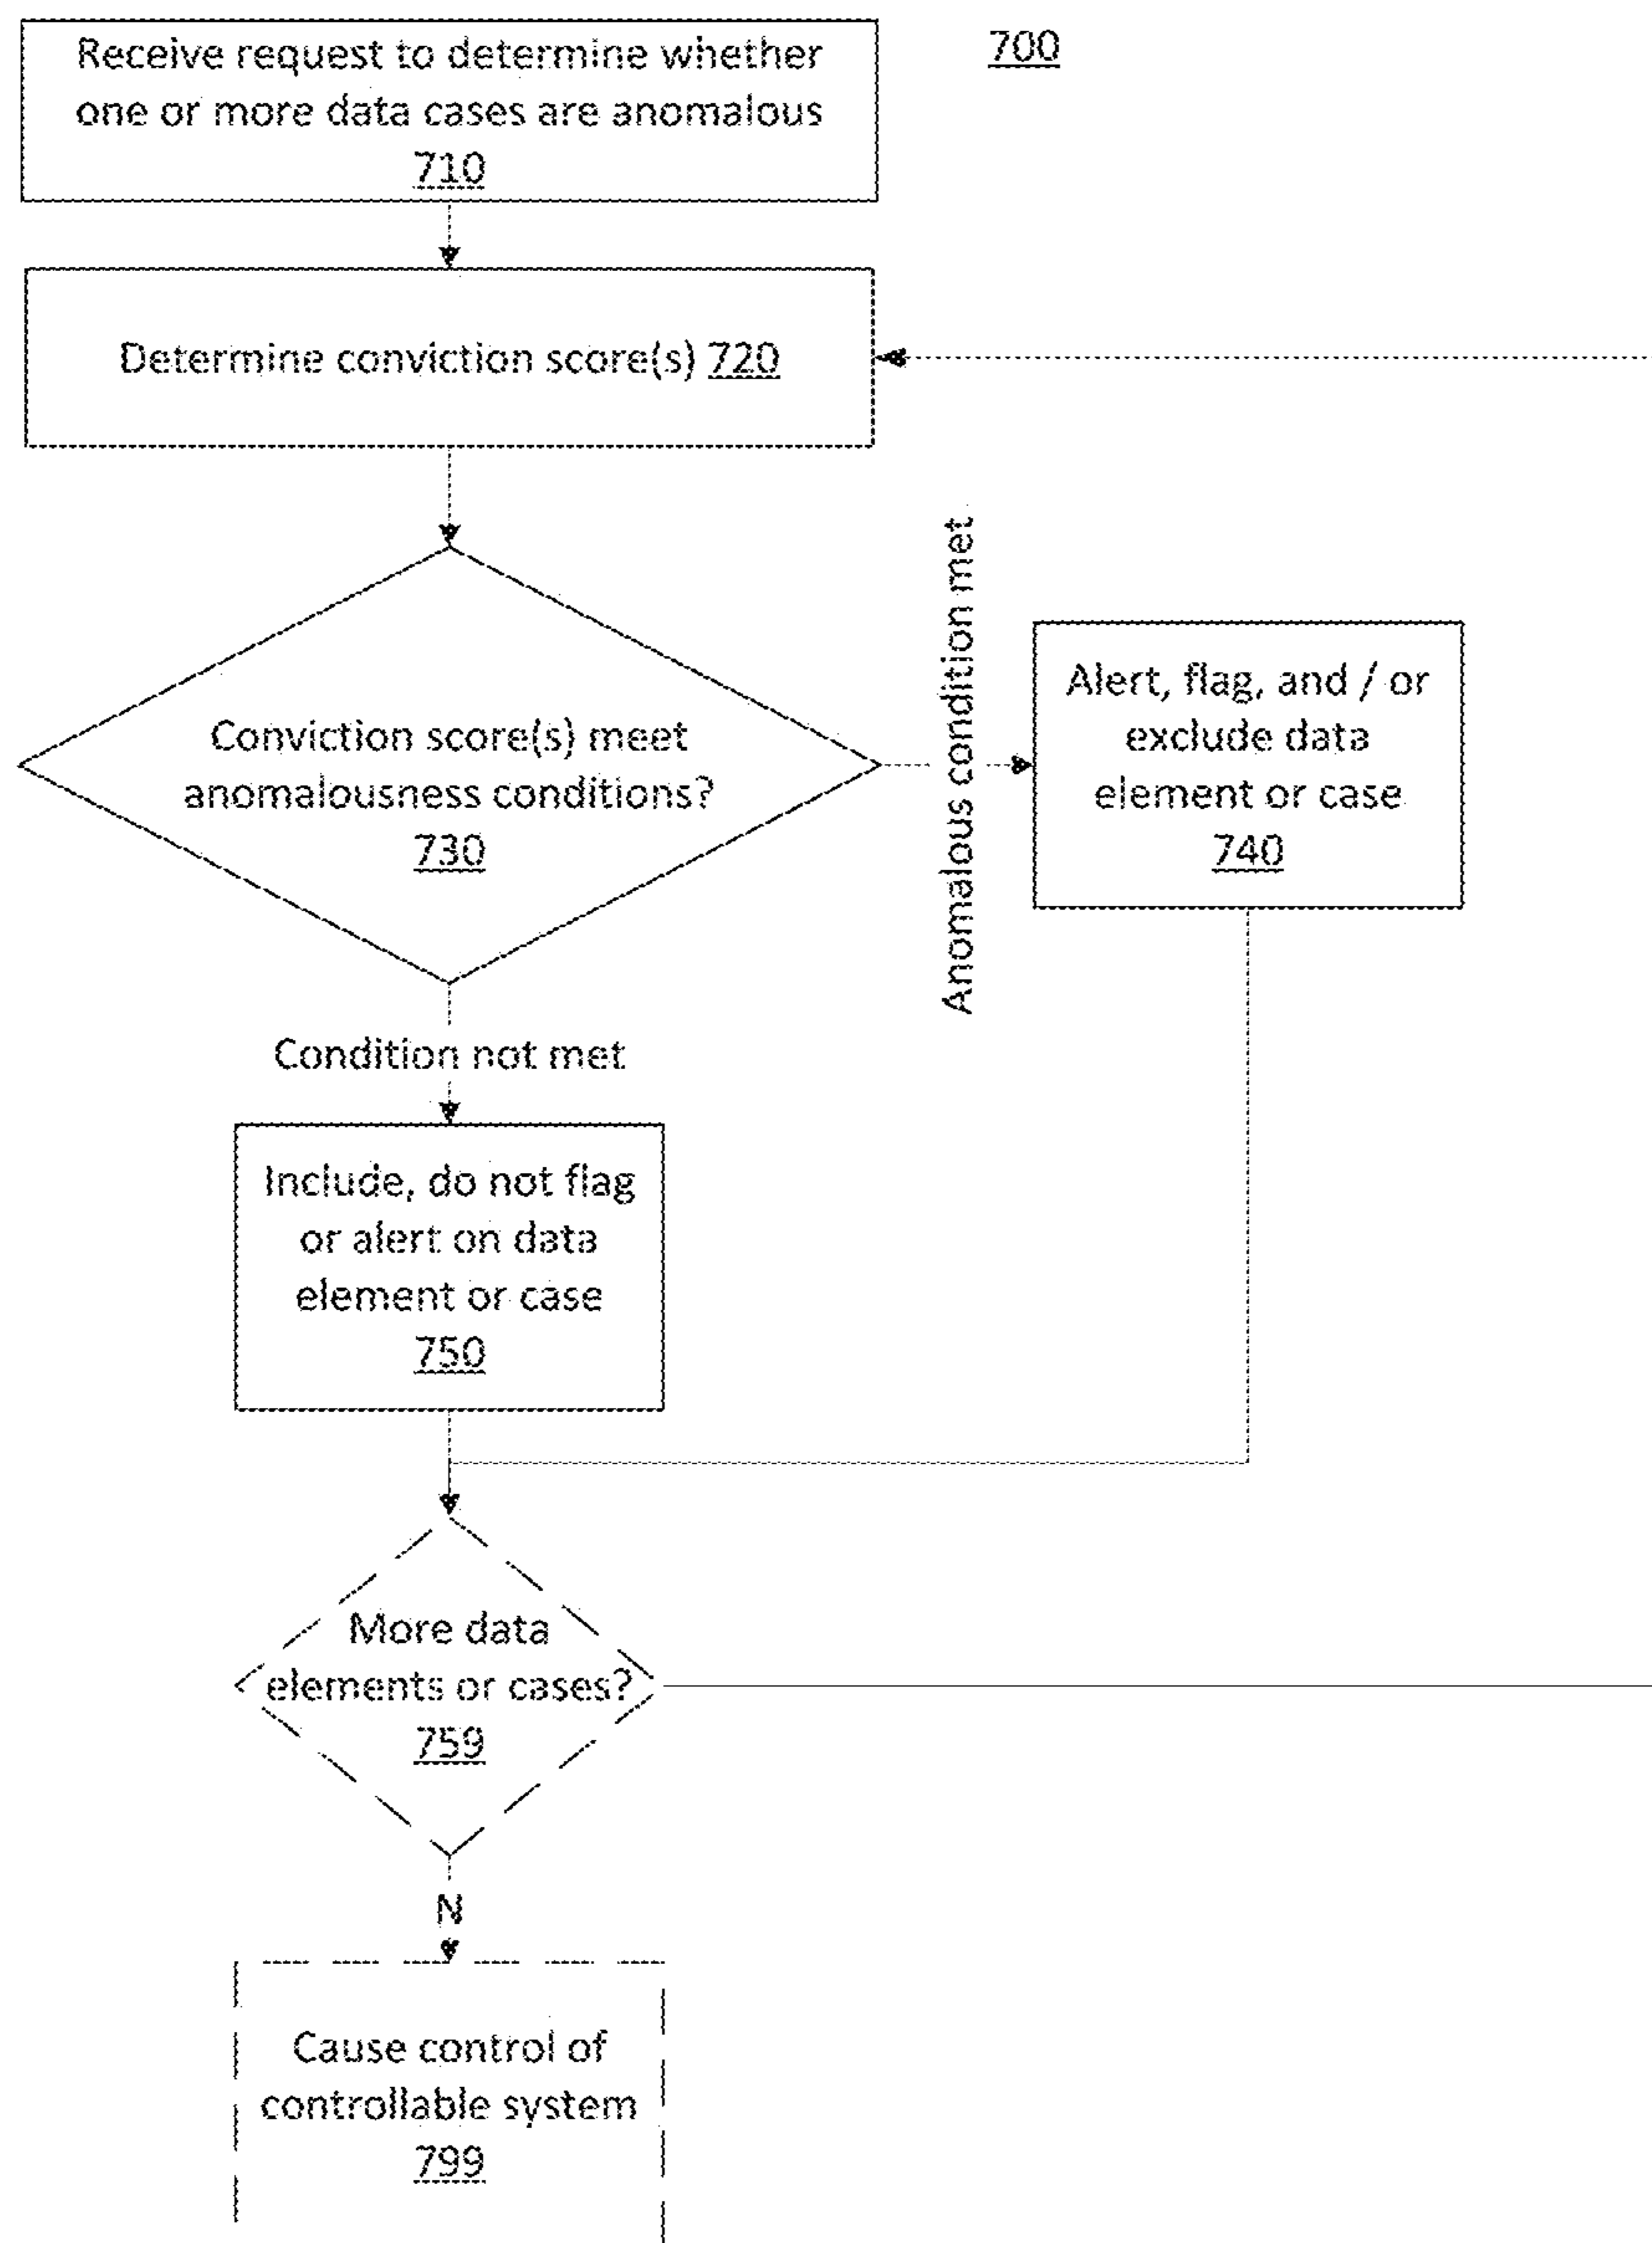 Receive request to determine whether
one or more data cases are anomalous
710
700
Determine conviction score(s) 720
Conviction score(s) meet
anomalousness conditions?
730
Anomalous condition met
Alert, flag, and / or
exclude data
element or case
740
Condition not met
Include, do not flag
or alert on data
element or case
750
More data
elements or cases?
759
N
Cause control of
controllable system
799